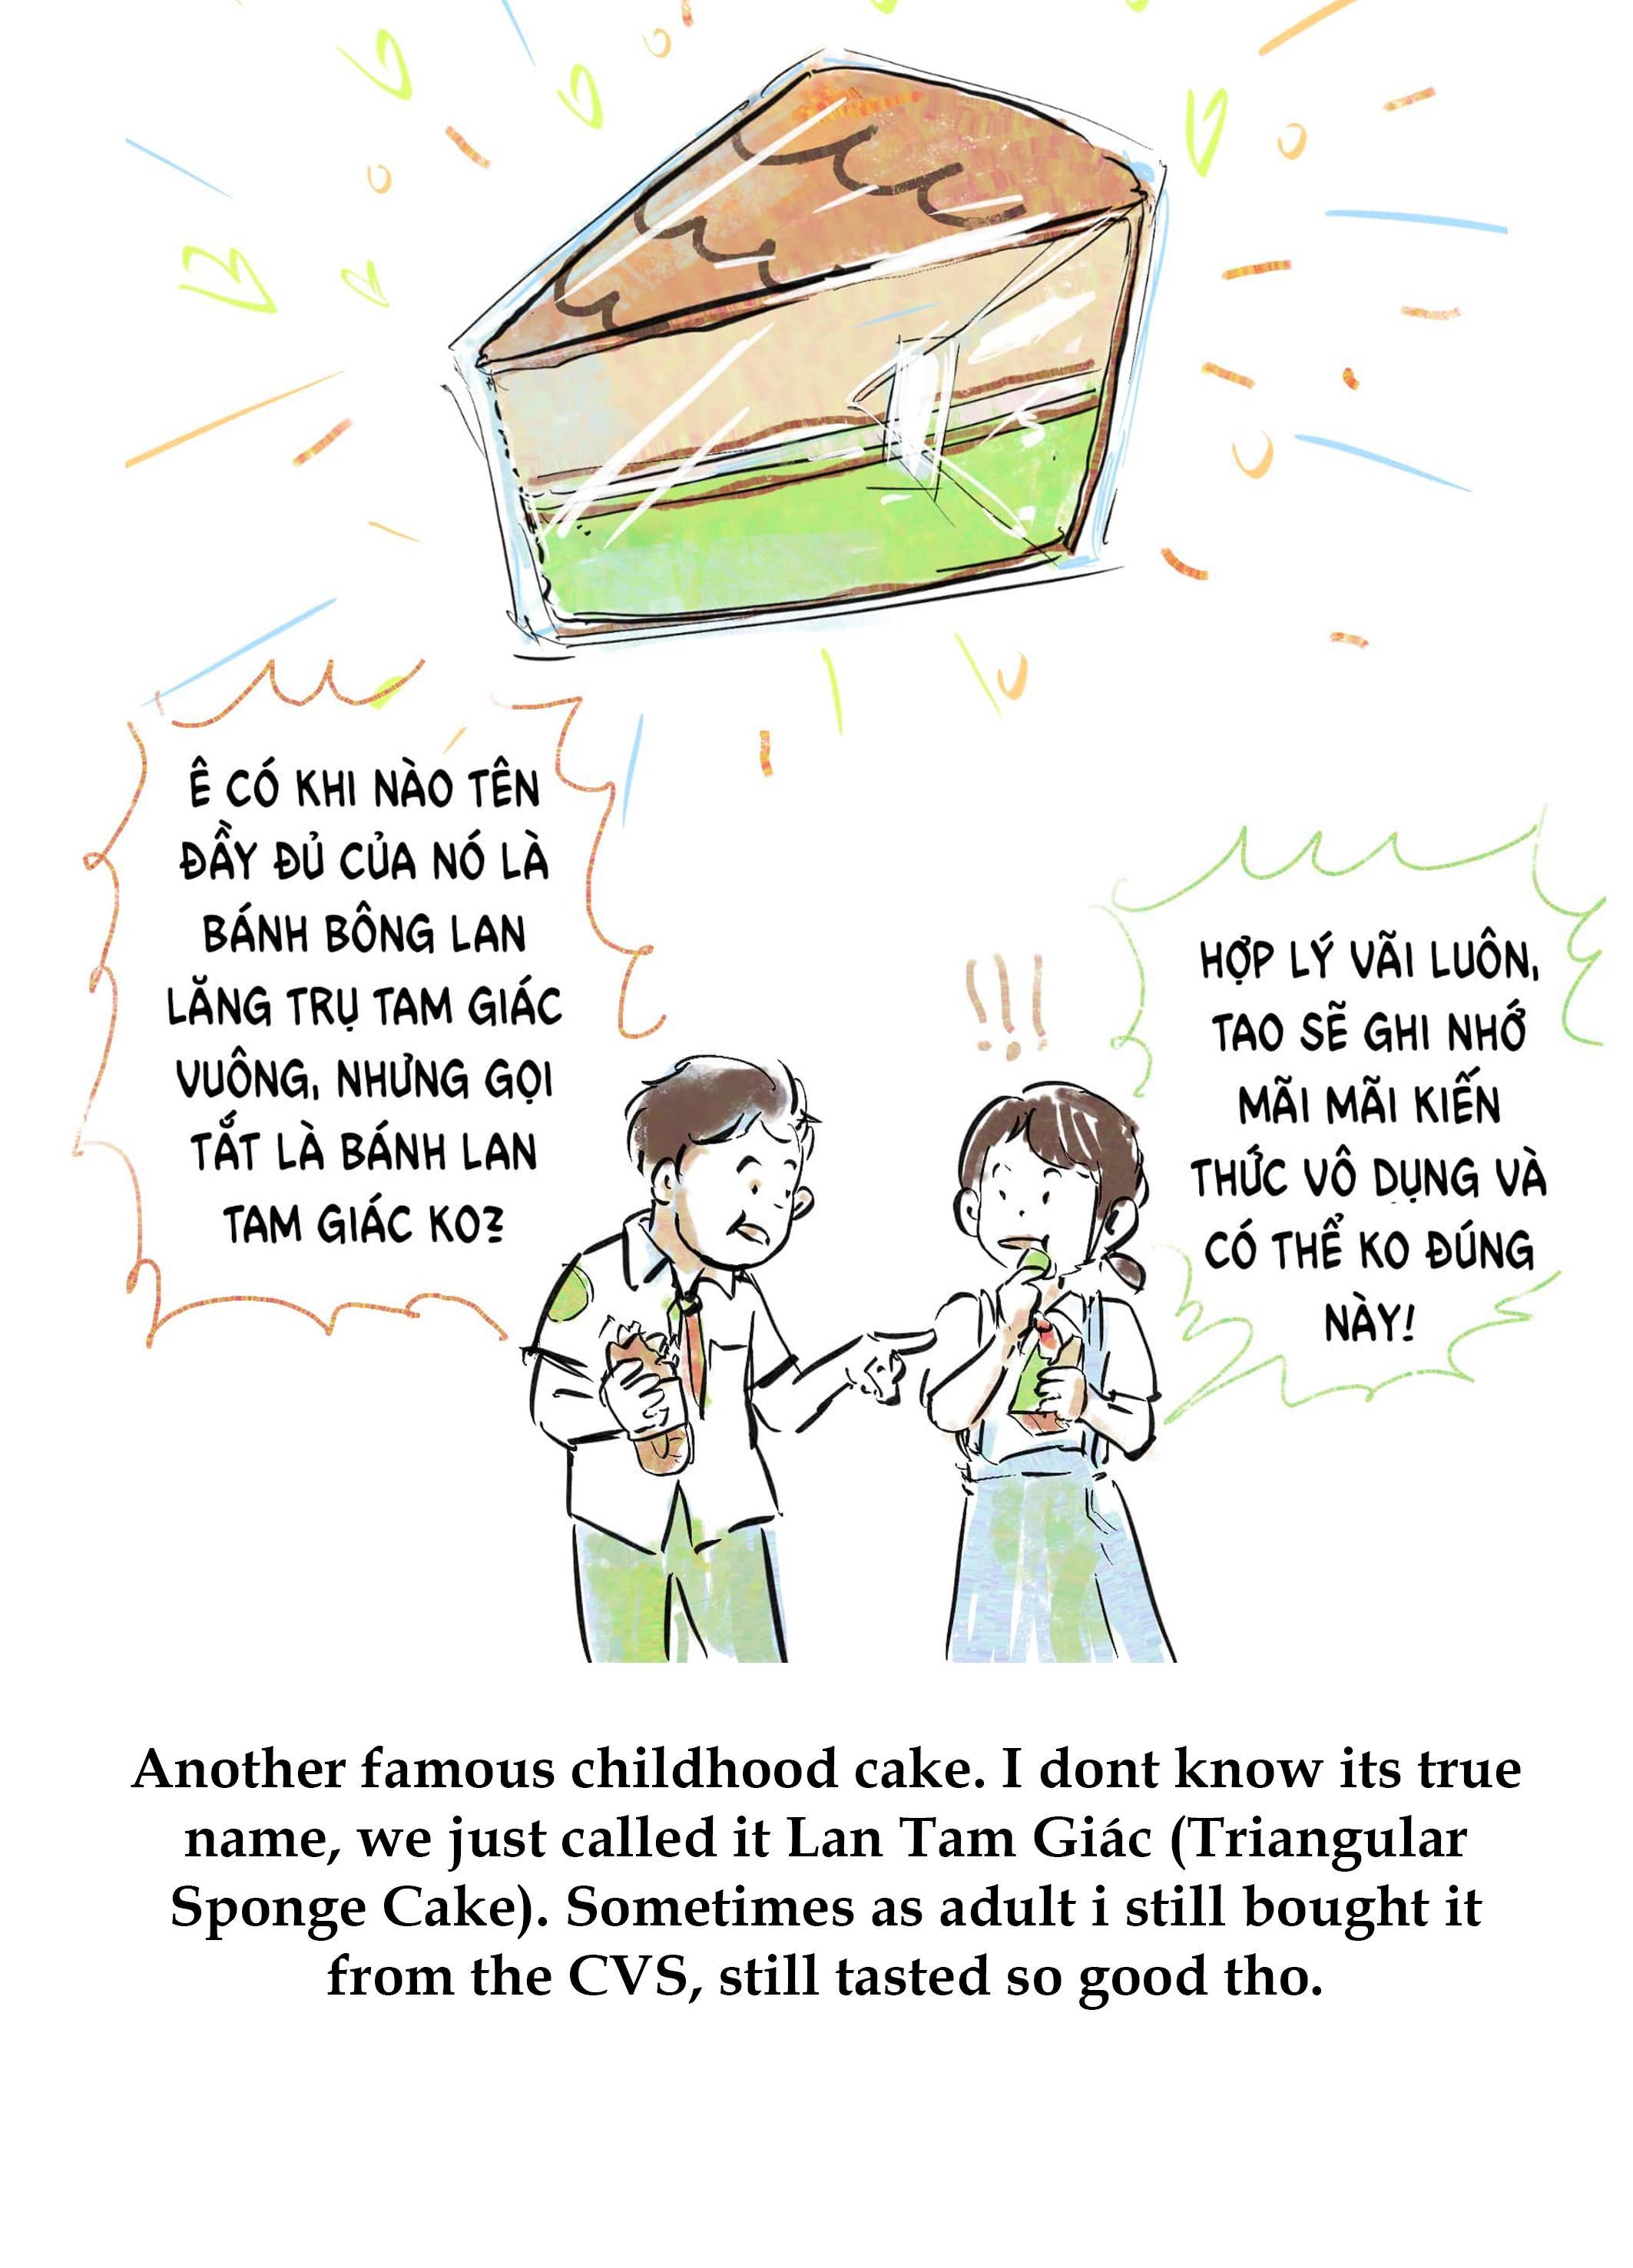 Ê CÓ KHI NÀO TÊN
ĐẦY ĐỦ CỦA NÓ LÀ
BÁNH BÔNG LAN
LĂNG TRỤ TAM GIÁC
VUÔNG, NHƯNG GỌI
TẮT LÀ BÁNH LAN
TAM GIÁC KO?
!!!
HỢP LÝ VÃI LUÔN,
TAO SẼ GHI NHỚ
MÃI MÃI KIẾN
THỨC VÔ DỤNG VÀ
CÓ THỂ KO ĐÚNG
NÀY!
Another famous childhood cake. I dont know its true
name, we just called it Lan Tam Giác (Triangular
Sponge Cake). Sometimes as adult i still bought it
from the CVS, still tasted so good tho.